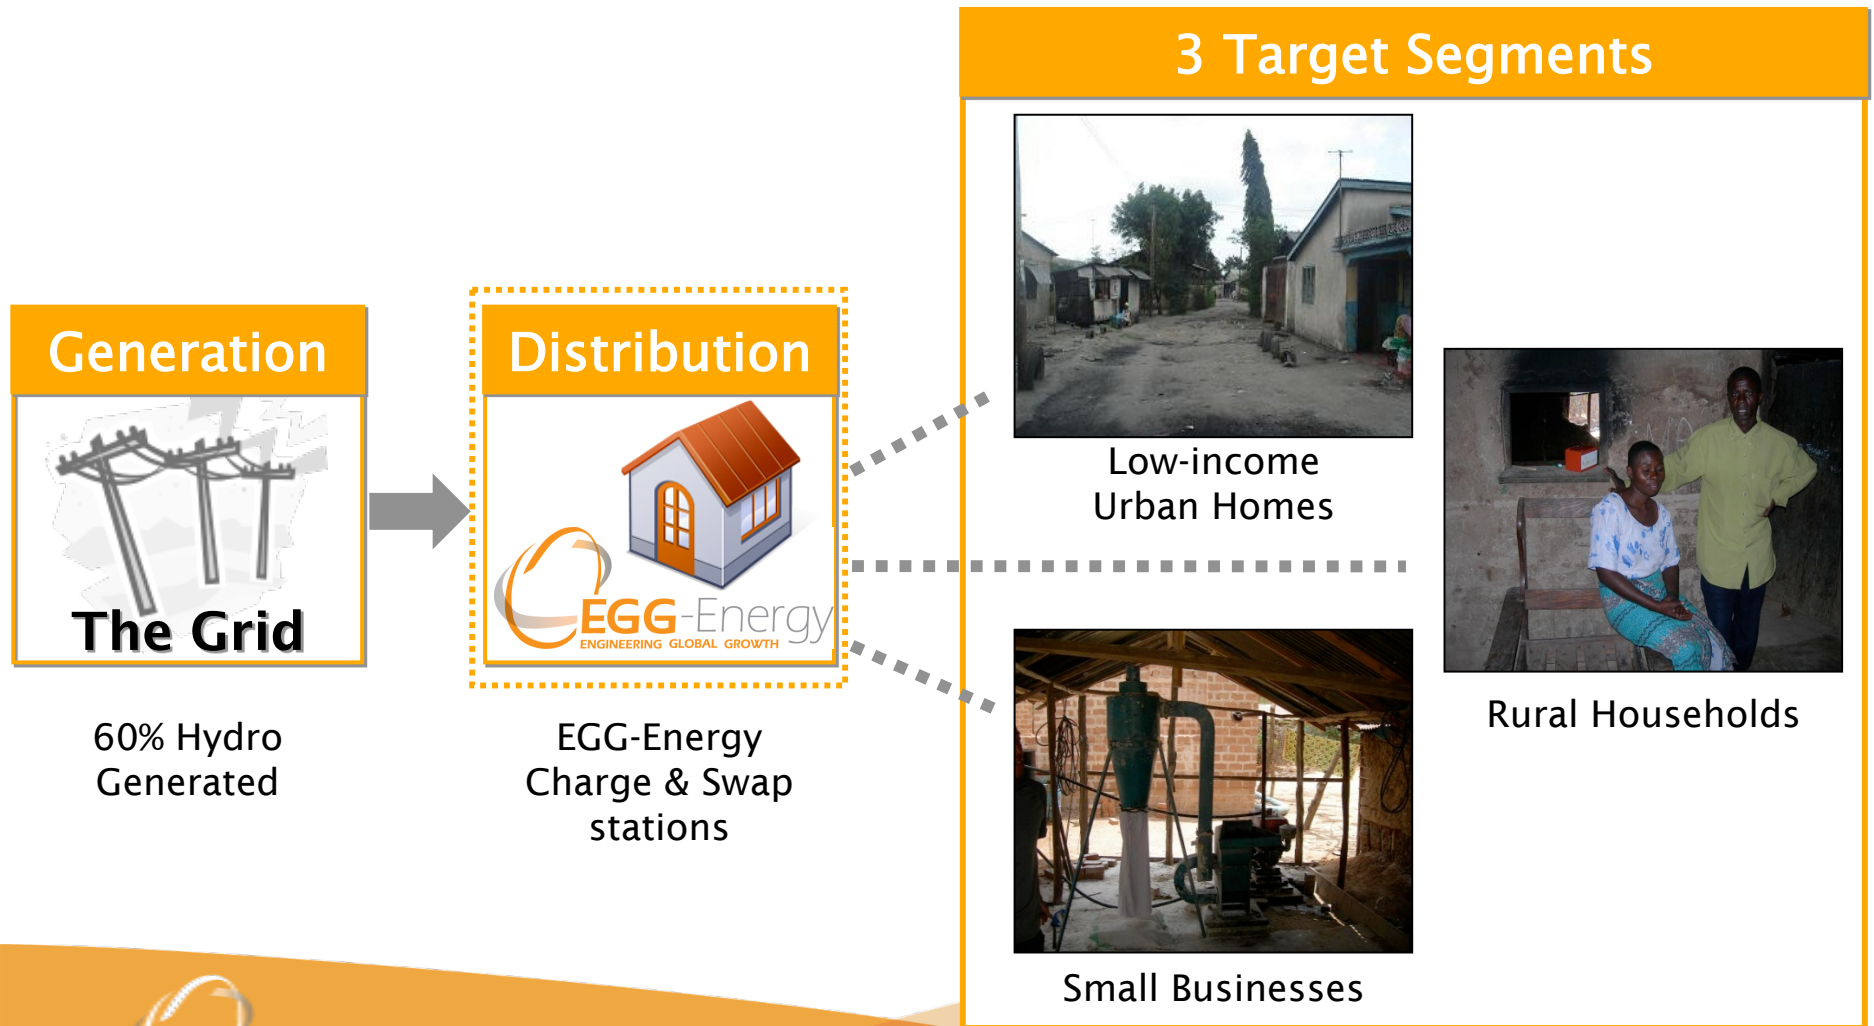 3 Target Segments
Generation
Distribution
The Grid
EGG-Energy
ENGINEERING GLOBAL GROWTH
60% Hydro
Generated
EGG-Energy
Charge & Swap
stations
Low-income
Urban Homes
Rural Households
Small Businesses